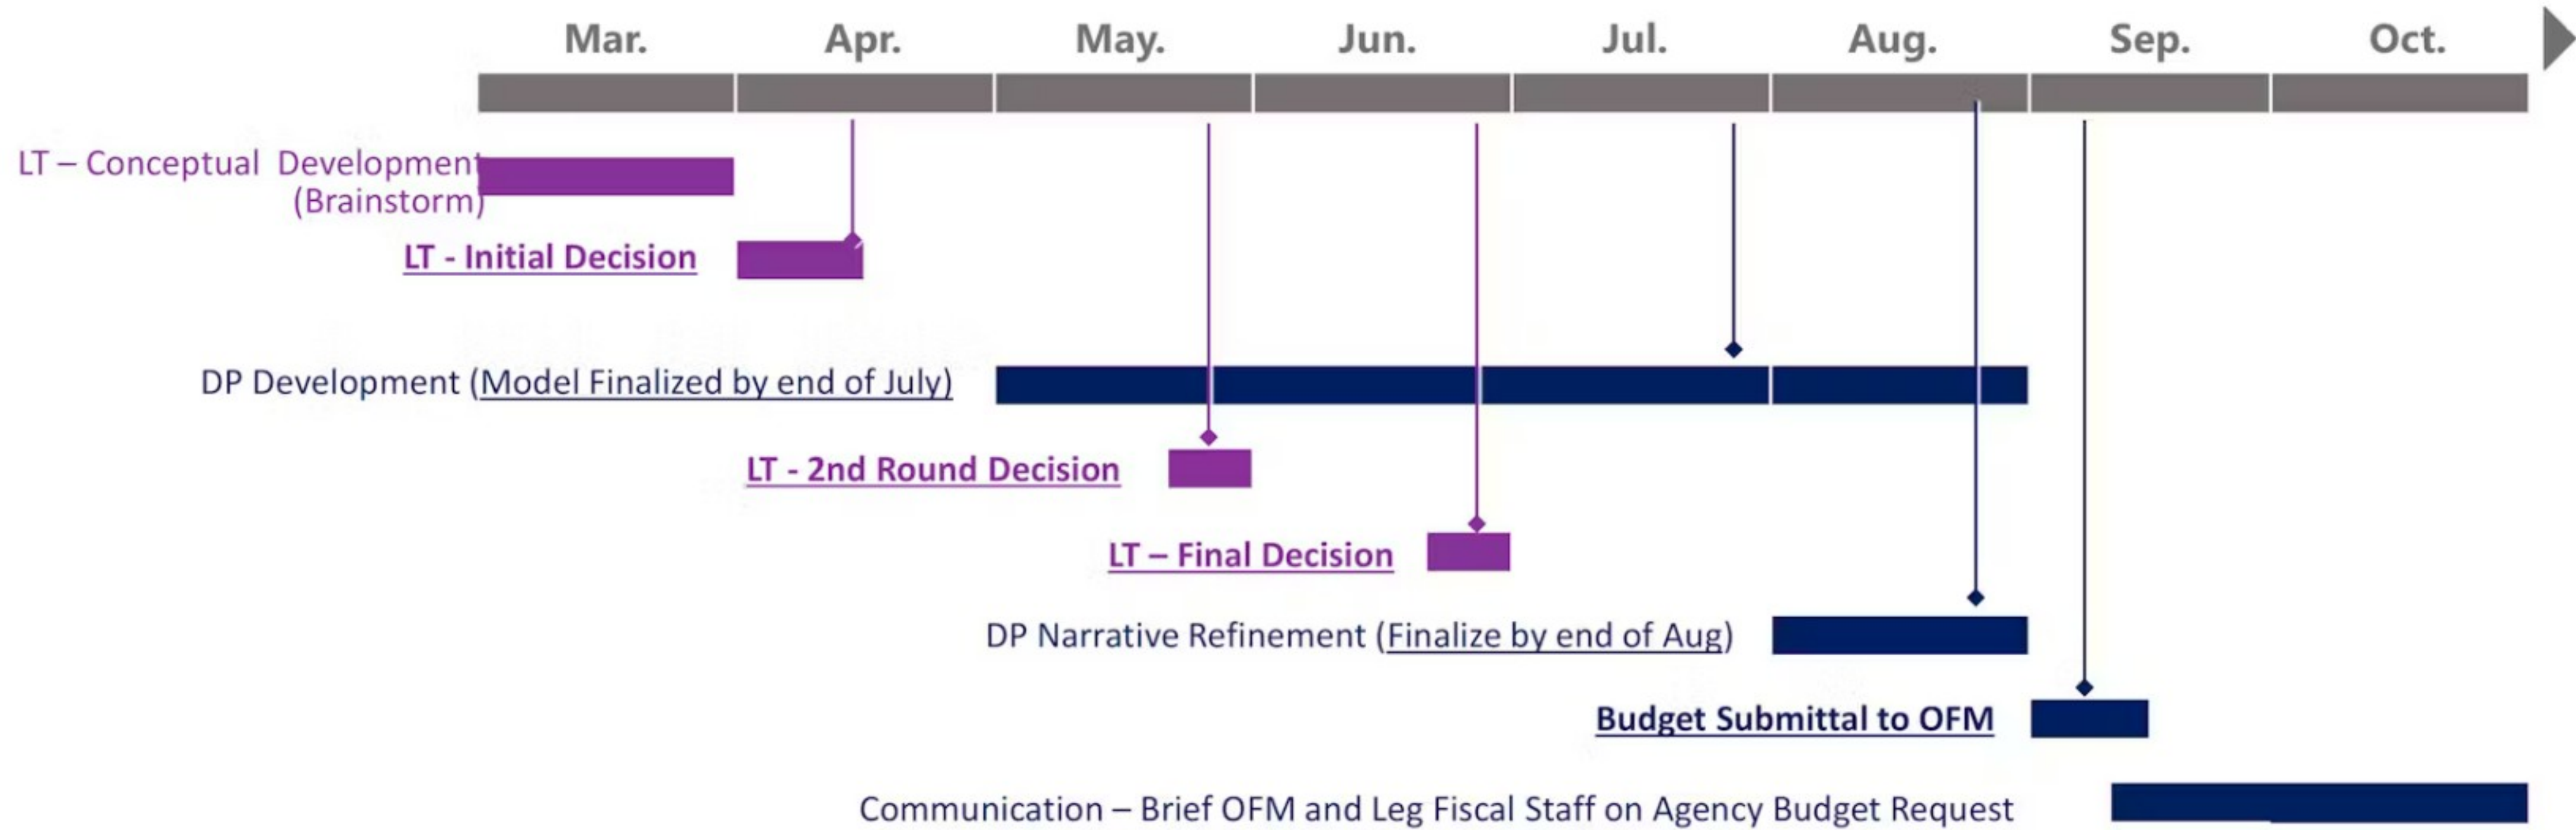 Mar. Apr. May. Jun. Jul. Aug. Sep. Oct.
LT – Conceptual Development
(Brainstorm)
LT - Initial Decision
DP Development (Model Finalized by end of July)
LT - 2nd Round Decision
LT – Final Decision
DP Narrative Refinement (Finalize by end of Aug)
Budget Submittal to OFM
Communication – Brief OFM and Leg Fiscal Staff on Agency Budget Request